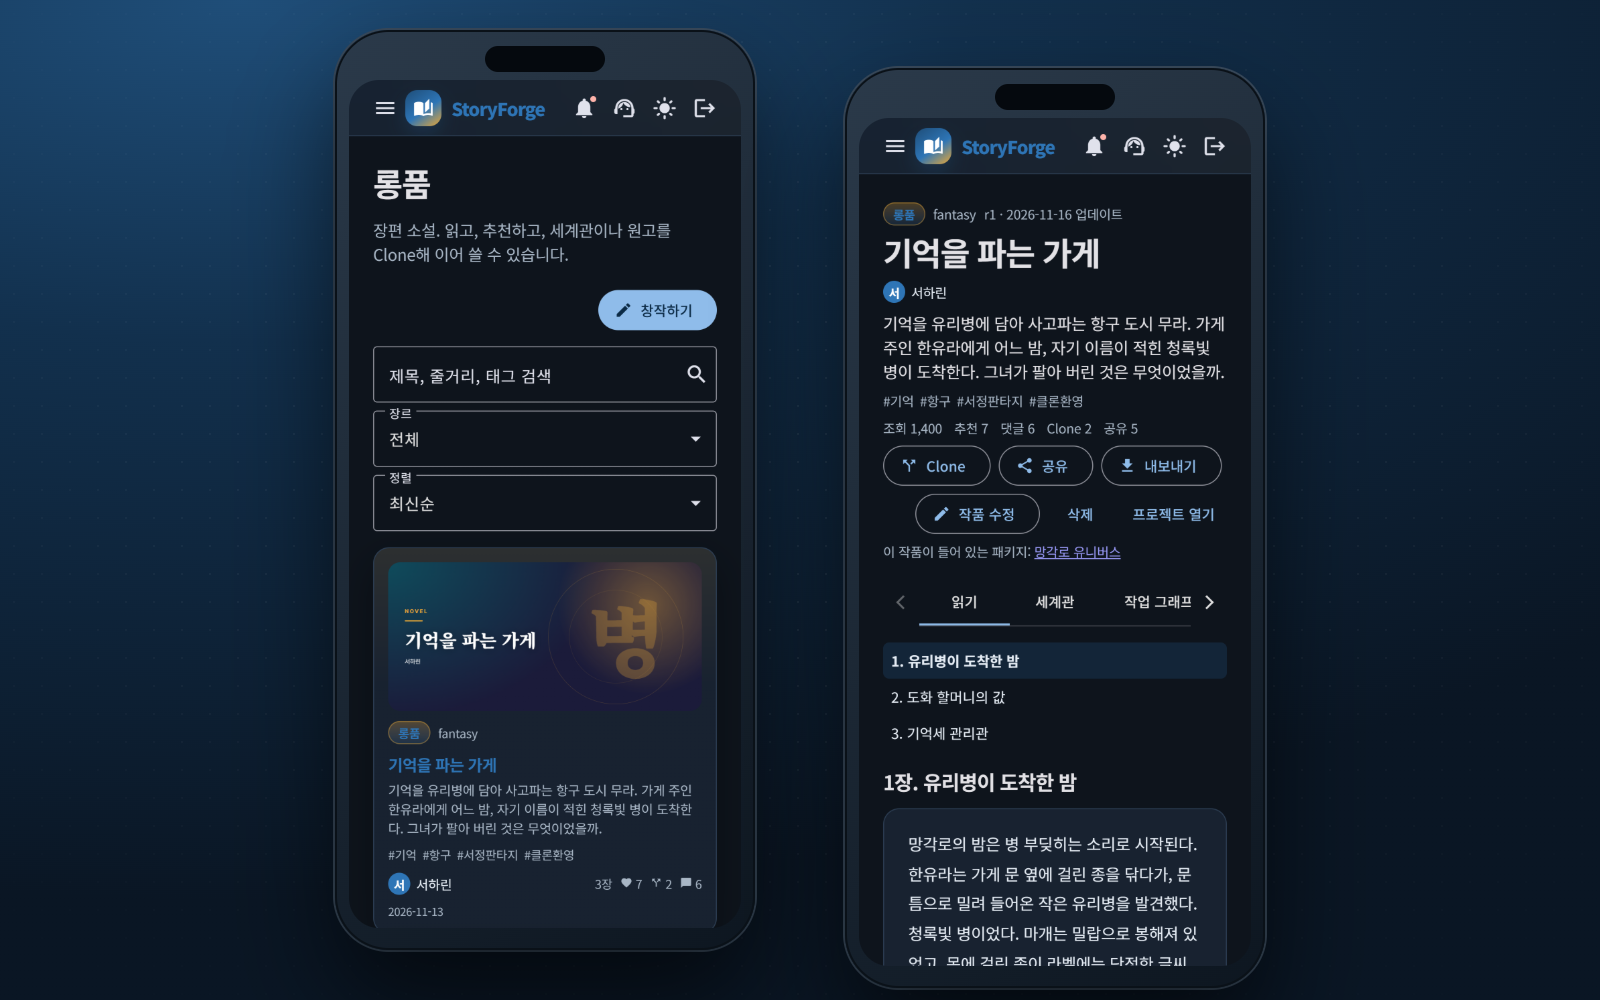 StoryForge
롱품
장편 소설. 읽고, 추천하고, 세계관이나 원고를
Clone해 이어 쓸 수 있습니다.
창작하기
제목, 줄거리, 태그 검색
장르
전체
정렬
최신순
NOVEL
기억을 파는 가게
서하린
병
롱품 fantasy
기억을 파는 가게
기억을 유리병에 담아 사고파는 항구 도시 무라. 가게 주인
한유라에게 어느 밤, 자기 이름이 적힌 청록빛 병이 도착한
다. 그녀가 팔아 버린 것은 무엇이었을까.
#기억 #항구 #서정판타지 #클론환영
서 서하린 3장 7 2 6
2026-11-13
StoryForge
롱품 fantasy r1 · 2026-11-16 업데이트
기억을 파는 가게
서 서하린
기억을 유리병에 담아 사고파는 항구 도시 무라. 가게
주인 한유라에게 어느 밤, 자기 이름이 적힌 청록빛
병이 도착한다. 그녀가 팔아 버린 것은 무엇이었을까.
#기억 #항구 #서정판타지 #클론환영
조회 1,400 추천 7 댓글 6 Clone 2 공유 5
Clone 공유 내보내기
작품 수정 삭제 프로젝트 열기
이 작품이 들어 있는 패키지: 망각로 유니버스
읽기 세계관 작업 그래프
1. 유리병이 도착한 밤
2. 도화 할머니의 값
3. 기억세 관리관
1장. 유리병이 도착한 밤
망각로의 밤은 병 부딪히는 소리로 시작된다.
한유라는 가게 문 옆에 걸린 종을 닦다가, 문
틈으로 밀려 들어온 작은 유리병을 발견했다.
청록빛 병이었다. 마개는 밀랍으로 봉해져 있
었고, 목에 걸린 종이 라벨에는 단정한 글씨